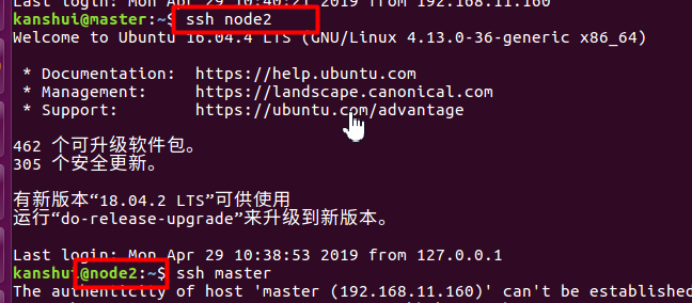 Last login: Mon Apr 29 10:40:21 2019 from 192.168.11.160
kanshui@master:~$ ssh node2
Welcome to Ubuntu 16.04.4 LTS (GNU/Linux 4.13.0-36-generic x86_64)
* Documentation: https://help.ubuntu.com
* Management: https://landscape.canonical.com
* Support: https://ubuntu.com/advantage
462 个可升级软件包。
305 个安全更新。
有新版本“18.04.2 LTS”可供使用
运行“do-release-upgrade”来升级到新版本。
Last login: Mon Apr 29 10:38:53 2019 from 127.0.0.1
kanshui@node2:~$ ssh master
The authenticity of host 'master (192.168.11.160)' can't be established